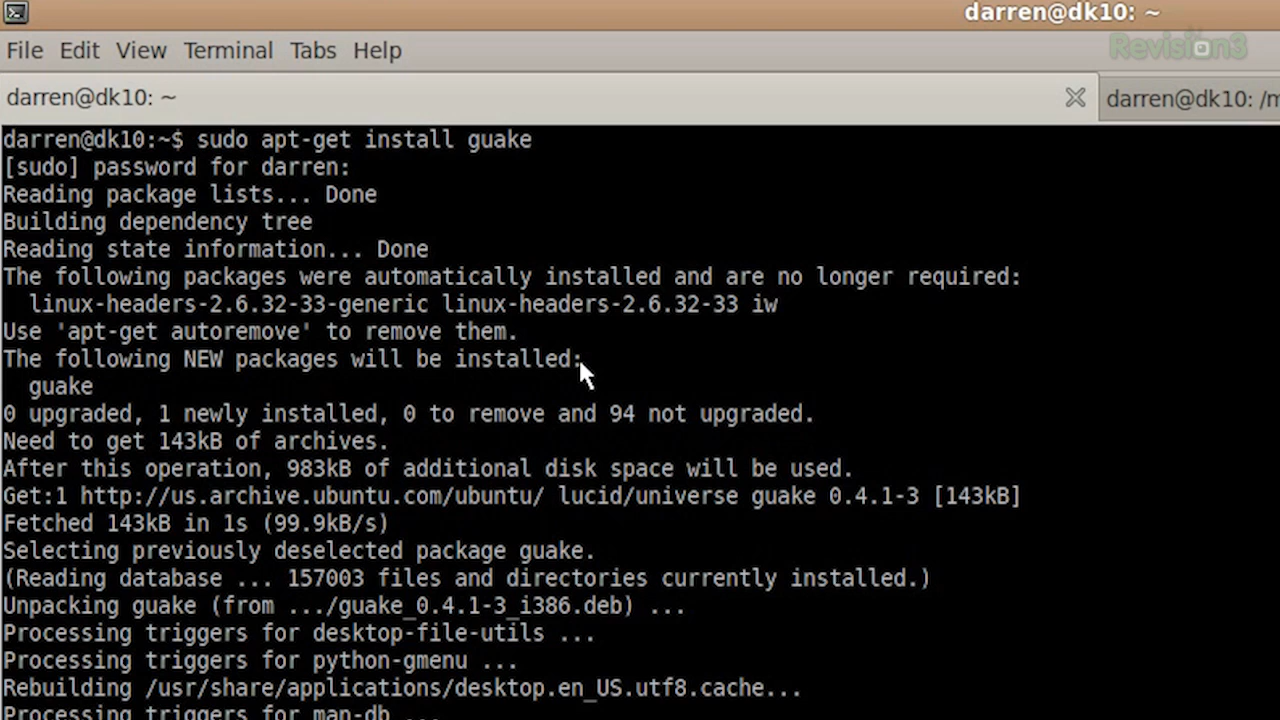 darren@dk10: ~
File Edit View Terminal Tabs Help
Revision3
darren@dk10: ~
darren@dk10: /m
darren@dk10:~$ sudo apt-get install guake
[sudo] password for darren:
Reading package lists... Done
Building dependency tree
Reading state information... Done
The following packages were automatically installed and are no longer required:
linux-headers-2.6.32-33-generic linux-headers-2.6.32-33 iw
Use 'apt-get autoremove' to remove them.
The following NEW packages will be installed:
guake
0 upgraded, 1 newly installed, 0 to remove and 94 not upgraded.
Need to get 143kB of archives.
After this operation, 983kB of additional disk space will be used.
Get:1 http://us.archive.ubuntu.com/ubuntu/ lucid/universe guake 0.4.1-3 [143kB]
Fetched 143kB in 1s (99.9kB/s)
Selecting previously deselected package guake.
(Reading database ... 157003 files and directories currently installed.)
Unpacking guake (from .../guake_0.4.1-3_i386.deb) ...
Processing triggers for desktop-file-utils ...
Processing triggers for python-gmenu ...
Rebuilding /usr/share/applications/desktop.en_US.utf8.cache...
Processing triggers for man-db ...